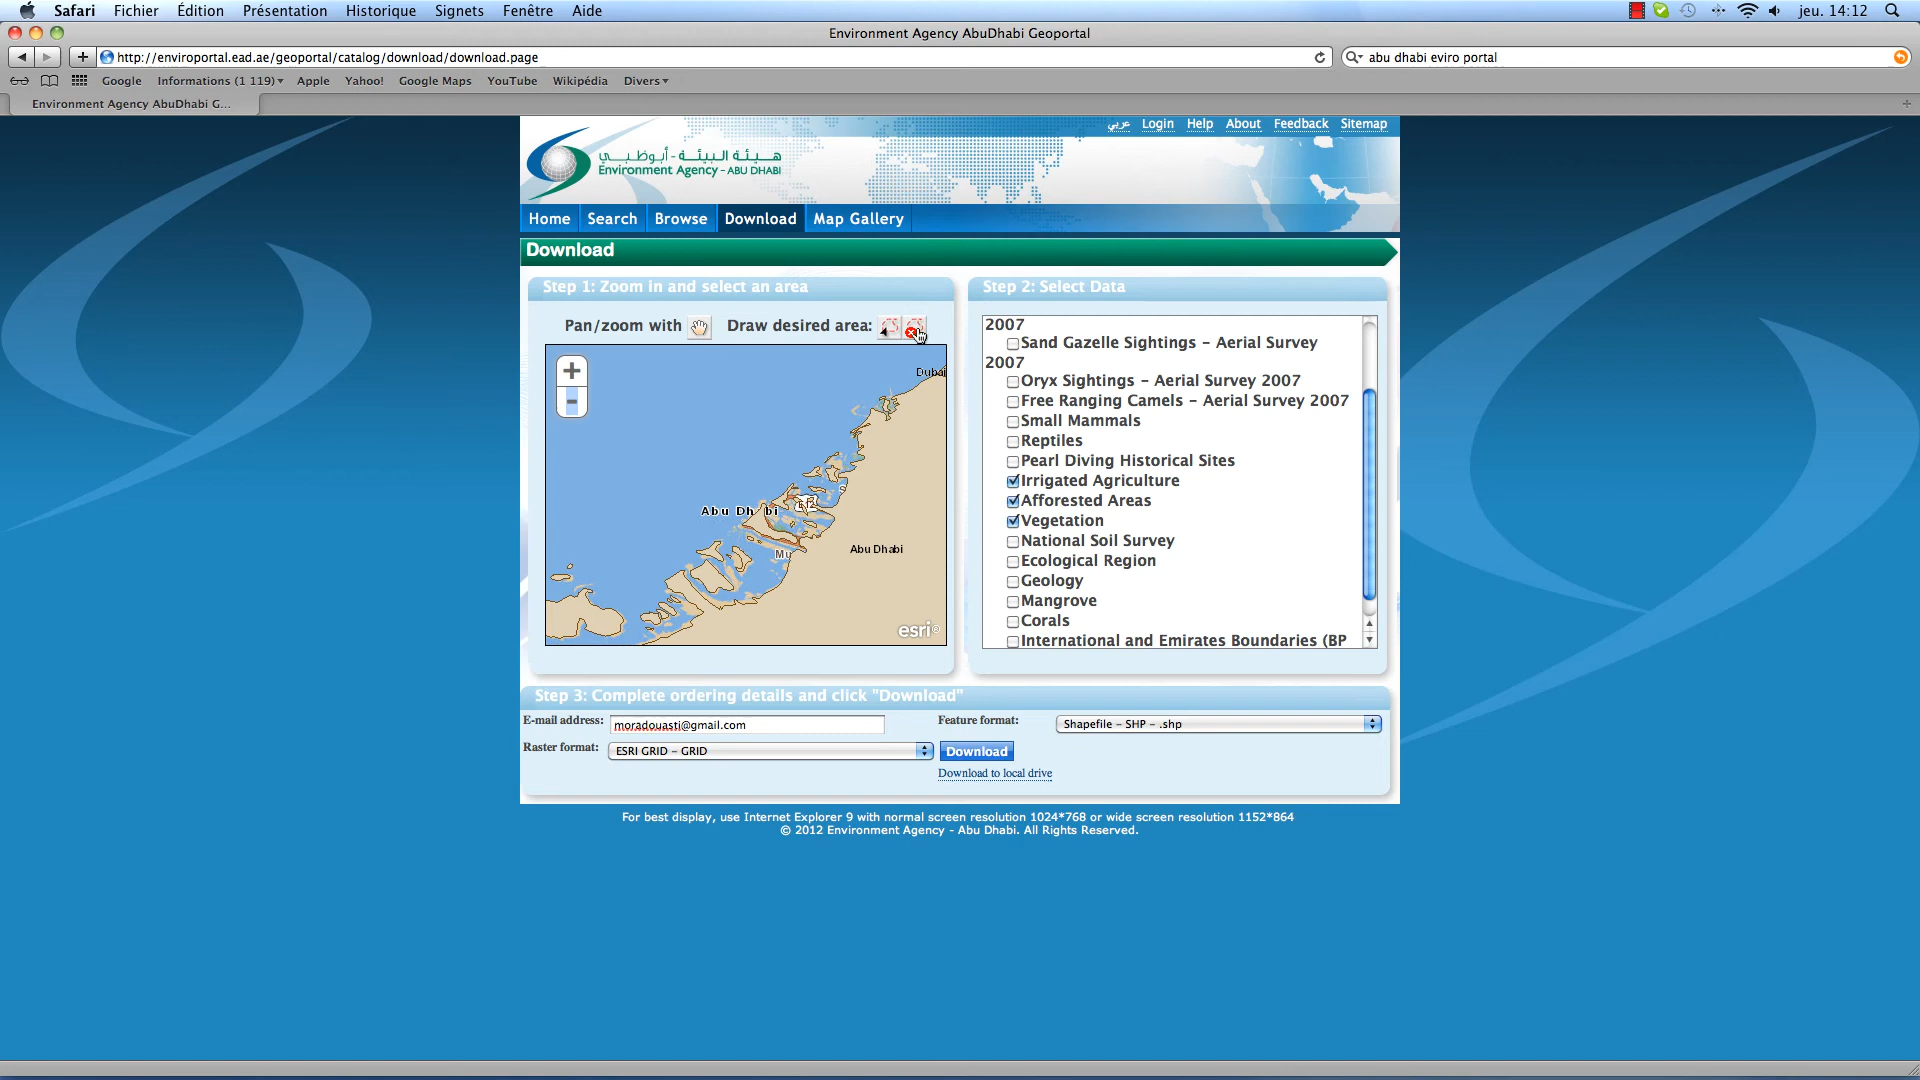 Safari Fichier Édition Présentation Historique Signets Fenêtre Aide jeu. 14:12
Environment Agency AbuDhabi Geoportal
http://enviroportal.ead.ae/geoportal/catalog/download/download.page abu dhabi eviro portal
Google Informations (1 119) Apple Yahoo! Google Maps YouTube Wikipédia Divers
Environment Agency AbuDhabi G...
عربي Login Help About Feedback Sitemap
هيئة البيئة - أبوظبي
Environment Agency - ABU DHABI
Home Search Browse Download Map Gallery
Download
Step 1: Zoom in and select an area
Pan/zoom with Draw desired area:
Dubai
Abu Dhabi
Mu
Abu Dhabi
esri
Step 2: Select Data
2007
Sand Gazelle Sightings - Aerial Survey
2007
Oryx Sightings - Aerial Survey 2007
Free Ranging Camels - Aerial Survey 2007
Small Mammals
Reptiles
Pearl Diving Historical Sites
Irrigated Agriculture
Afforested Areas
Vegetation
National Soil Survey
Ecological Region
Geology
Mangrove
Corals
International and Emirates Boundaries (BP
Step 3: Complete ordering details and click "Download"
E-mail address: moradouasti@gmail.com Feature format: Shapefile - SHP - .shp
Raster format: ESRI GRID - GRID Download
Download to local drive
For best display, use Internet Explorer 9 with normal screen resolution 1024*768 or wide screen resolution 1152*864
© 2012 Environment Agency - Abu Dhabi. All Rights Reserved.